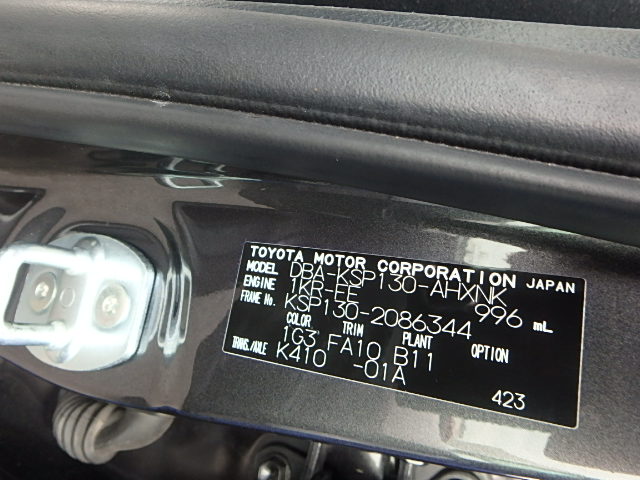 TOYOTA MOTOR CORPORATION JAPAN
MODEL DBA-KSP130-AHXNK
ENGINE 1KR-FE 996 mL
FRAME No. KSP130-2086344
COLOR TRIM PLANT OPTION
1G3 FA10 B11
TRANS./AXLE K410 -01A
423